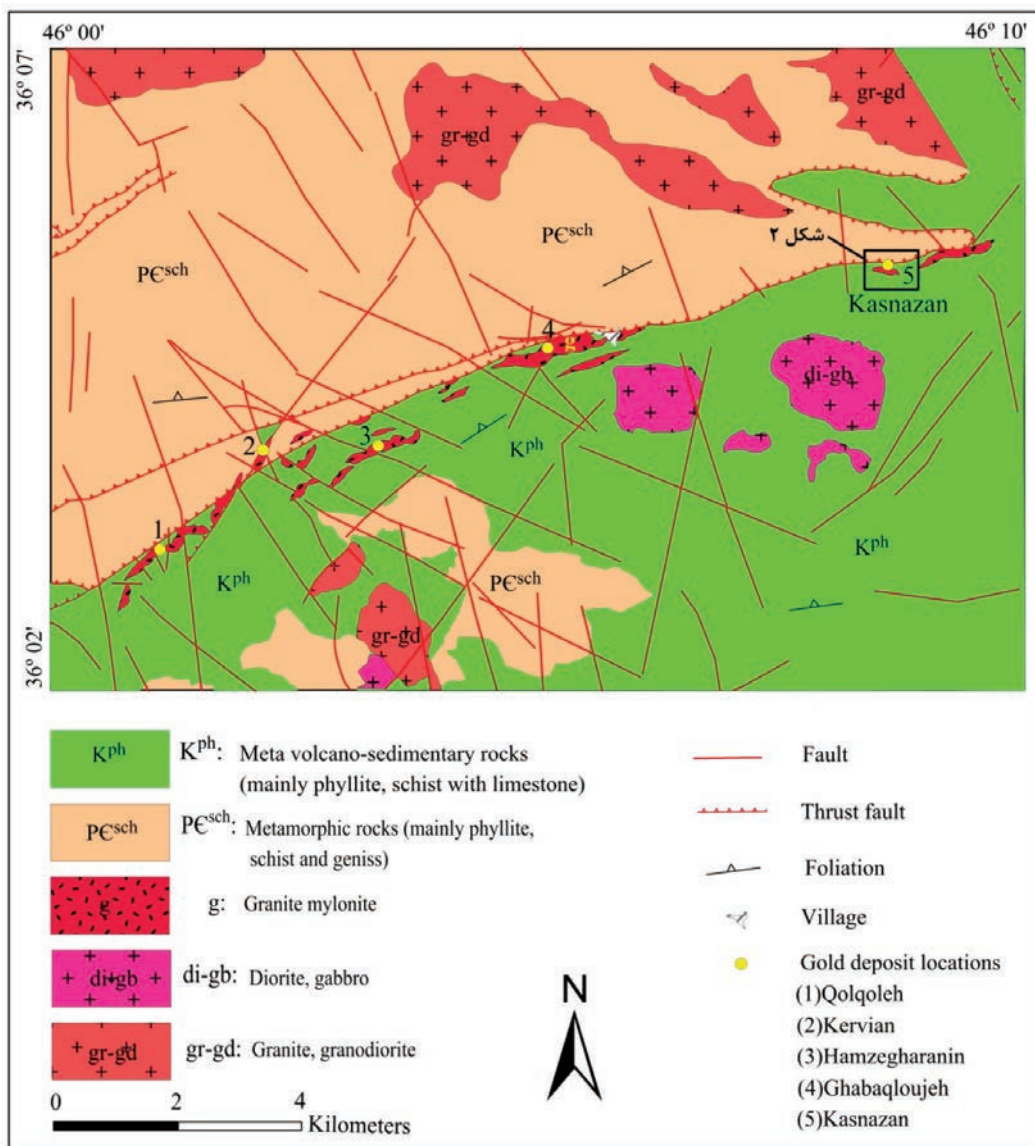 46º 00'
46º 10'
36º 07'
gr-gd
gr-gd
PЄsch
شکل ۲
PЄsch
5
Kasnazan
4
g
di-gb
2
3
Kph
1
Kph
Kph
PЄsch
gr-gd
36º 02'
Kph
Kph: Meta volcano-sedimentary rocks
(mainly phyllite, schist with limestone)
PЄsch
PЄsch: Metamorphic rocks (mainly phyllite,
schist and geniss)
g
g: Granite mylonite
di-gb
di-gb: Diorite, gabbro
gr-gd
gr-gd: Granite, granodiorite
0 2 4
Kilometers
N
Fault
Thrust fault
Foliation
Village
Gold deposit locations
(1)Qolqoleh
(2)Kervian
(3)Hamzegharanin
(4)Ghabaqloujeh
(5)Kasnazan